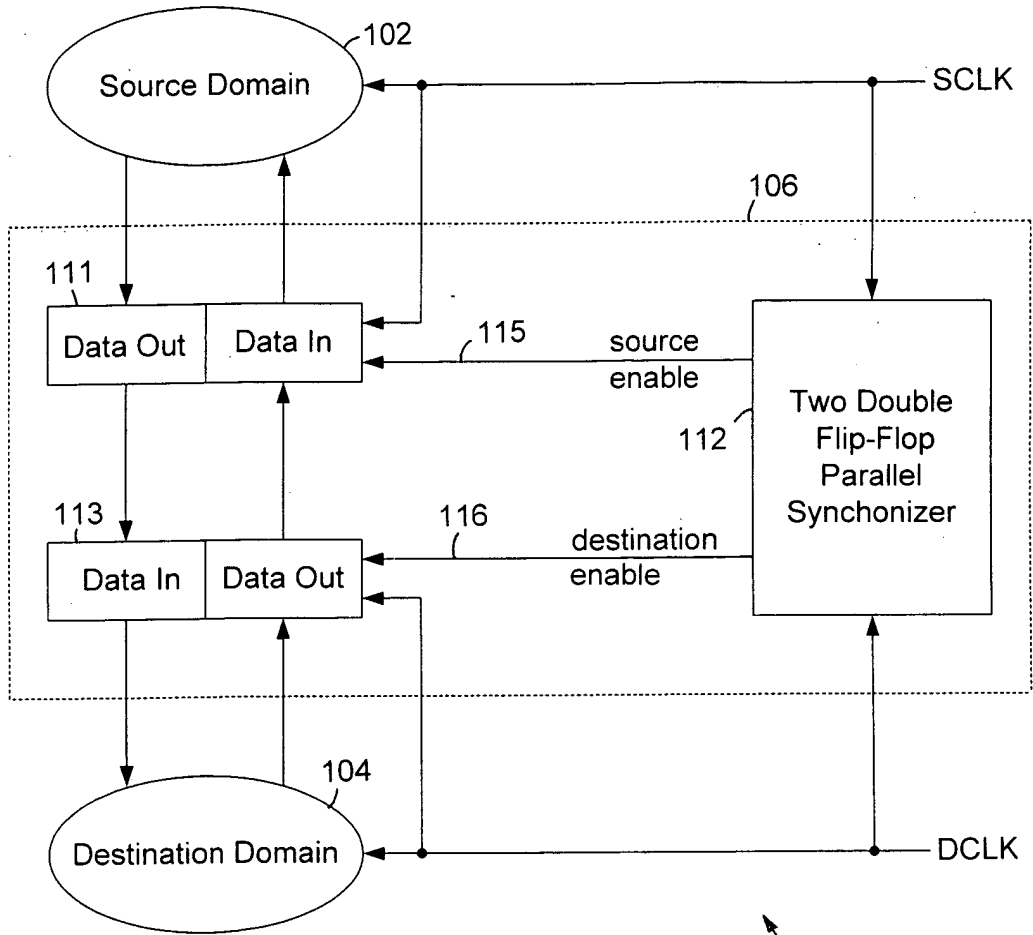 102
Source Domain
SCLK
106
111
Data Out
Data In
115
source
enable
112
Two Double
Flip-Flop
Parallel
Synchonizer
113
Data In
Data Out
116
destination
enable
104
Destination Domain
DCLK